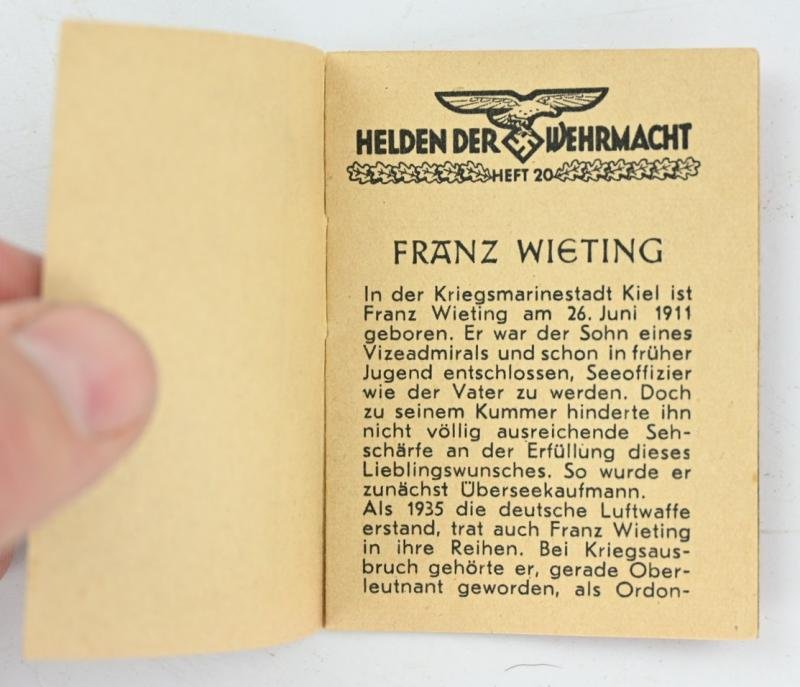 HELDEN DER WEHRMACHT
HEFT 20
FRANZ WIETING
In der Kriegsmarinestadt Kiel ist
Franz Wieting am 26. Juni 1911
geboren. Er war der Sohn eines
Vizeadmirals und schon in früher
Jugend entschlossen, Seeoffizier
wie der Vater zu werden. Doch
zu seinem Kummer hinderte ihn
nicht völlig ausreichende Seh-
schärfe an der Erfüllung dieses
Lieblingswunsches. So wurde er
zunächst Überseekaufmann.
Als 1935 die deutsche Luftwaffe
erstand, trat auch Franz Wieting
in ihre Reihen. Bei Kriegsaus-
bruch gehörte er, gerade Ober-
leutnant geworden, als Ordon-